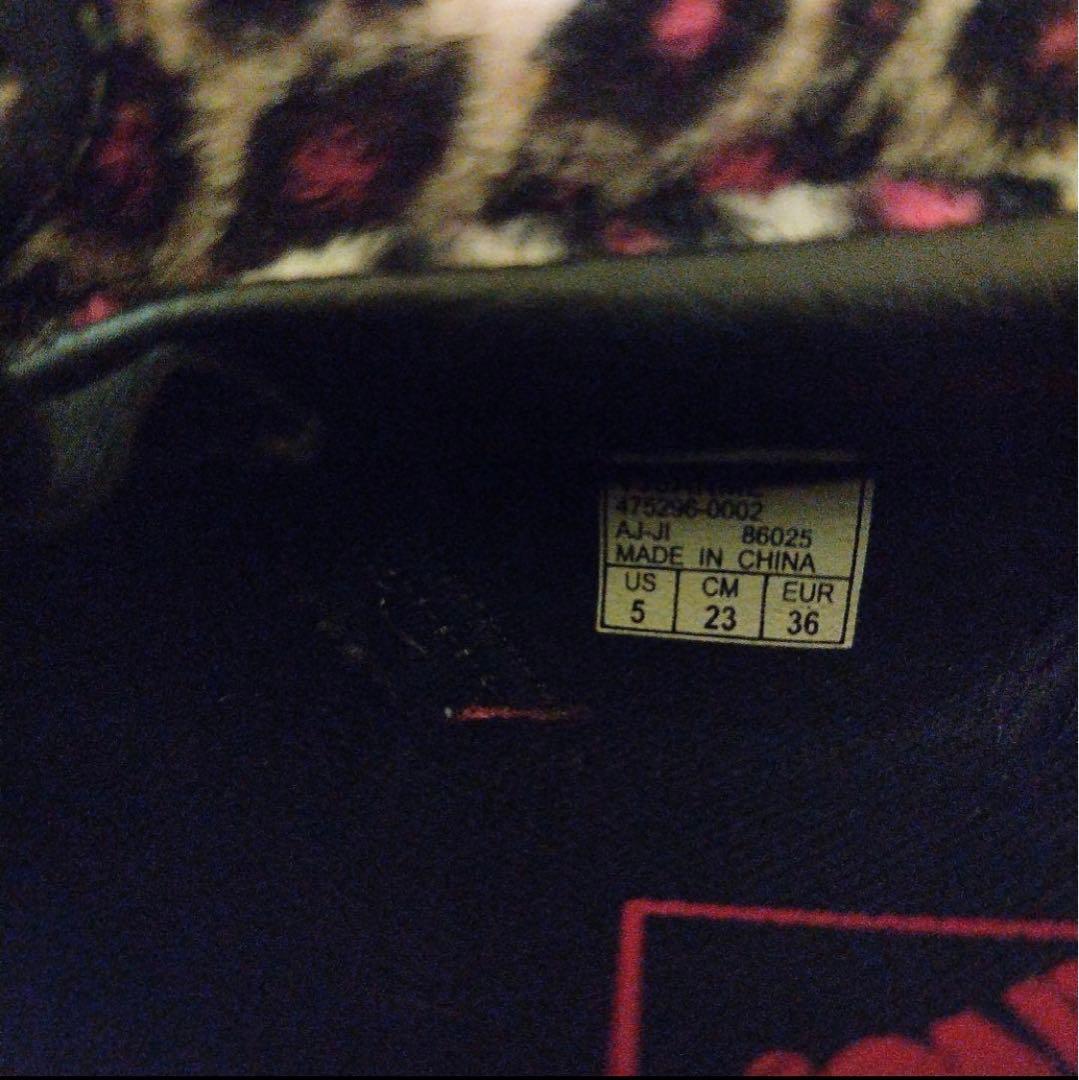 475296-0002
AJ-JI 86025
MADE IN CHINA
US CM EUR
5 23 36